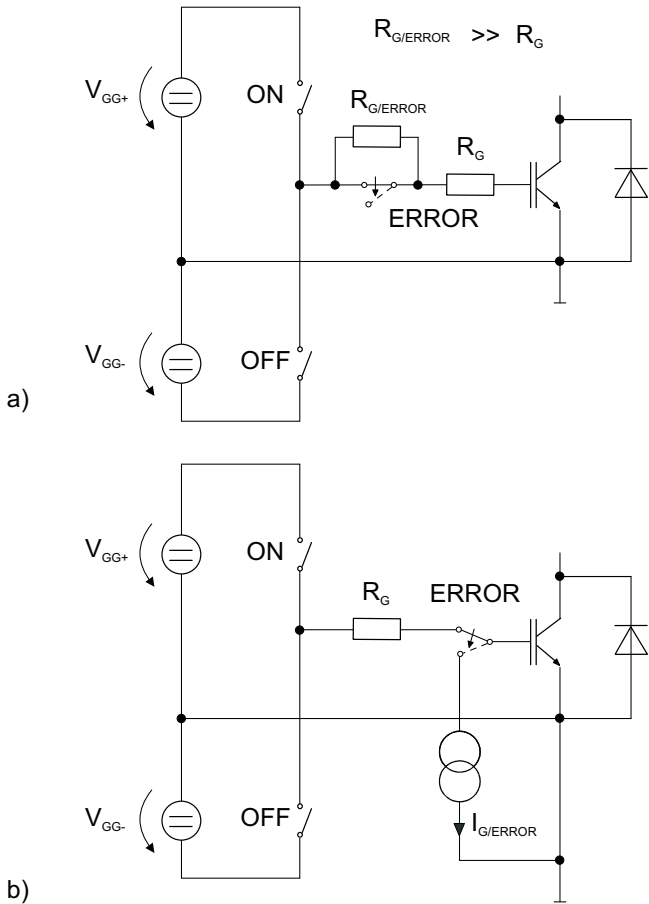 R_G/ERROR >> R_G
V_GG+
ON
R_G/ERROR
R_G
ERROR
V_GG-
OFF
a)
V_GG+
ON
R_G
ERROR
V_GG-
OFF
I_G/ERROR
b)